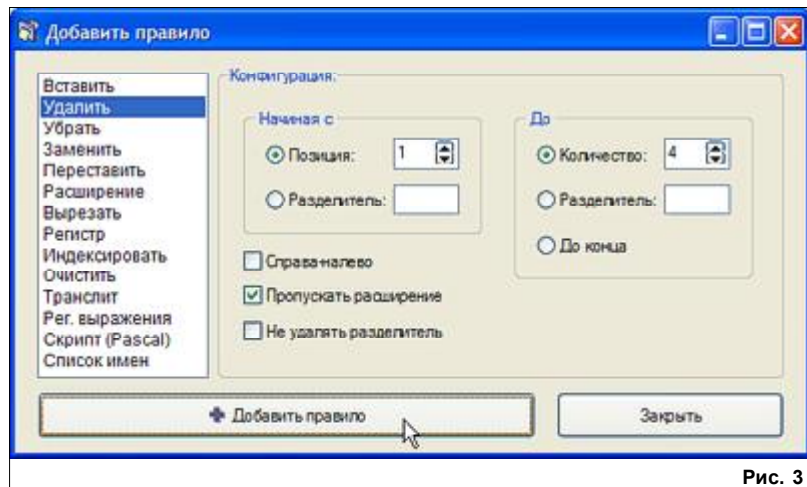 Добавить правило
Вставить
Удалить
Убрать
Заменить
Переставить
Расширение
Вырезать
Регистр
Индексировать
Очистить
Транслит
Рег. выражения
Скрипт (Pascal)
Список имен
Конфигурация:
Начиная с
Позиция: 1
Разделитель:
До
Количество: 4
Разделитель:
До конца
Справа-налево
Пропускать расширение
Не удалять разделитель
Добавить правило
Закрыть
Рис. 3